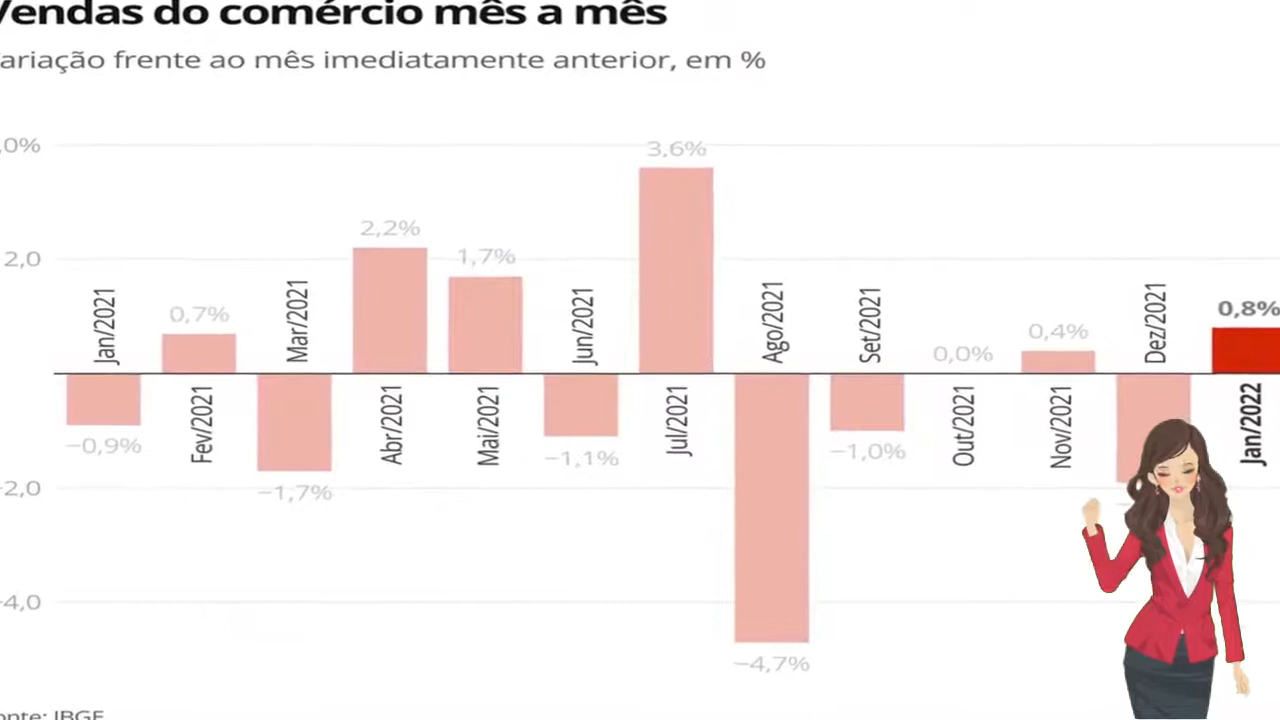 Vendas do comércio mês a mês
ariação frente ao mês imediatamente anterior, em %
,0%
3,6%
2,2%
1,7%
2,0
Jan/2021
0,7%
Mar/2021
Jun/2021
Ago/2021
Set/2021
0,0%
0,4%
Dez/2021
0,8%
−0,9%
Fev/2021
−1,7%
Abr/2021
Mai/2021
−1,1%
Jul/2021
−1,0%
Out/2021
Nov/2021
Jan/2022
−2,0
−4,0
−4,7%
onte: IBGE